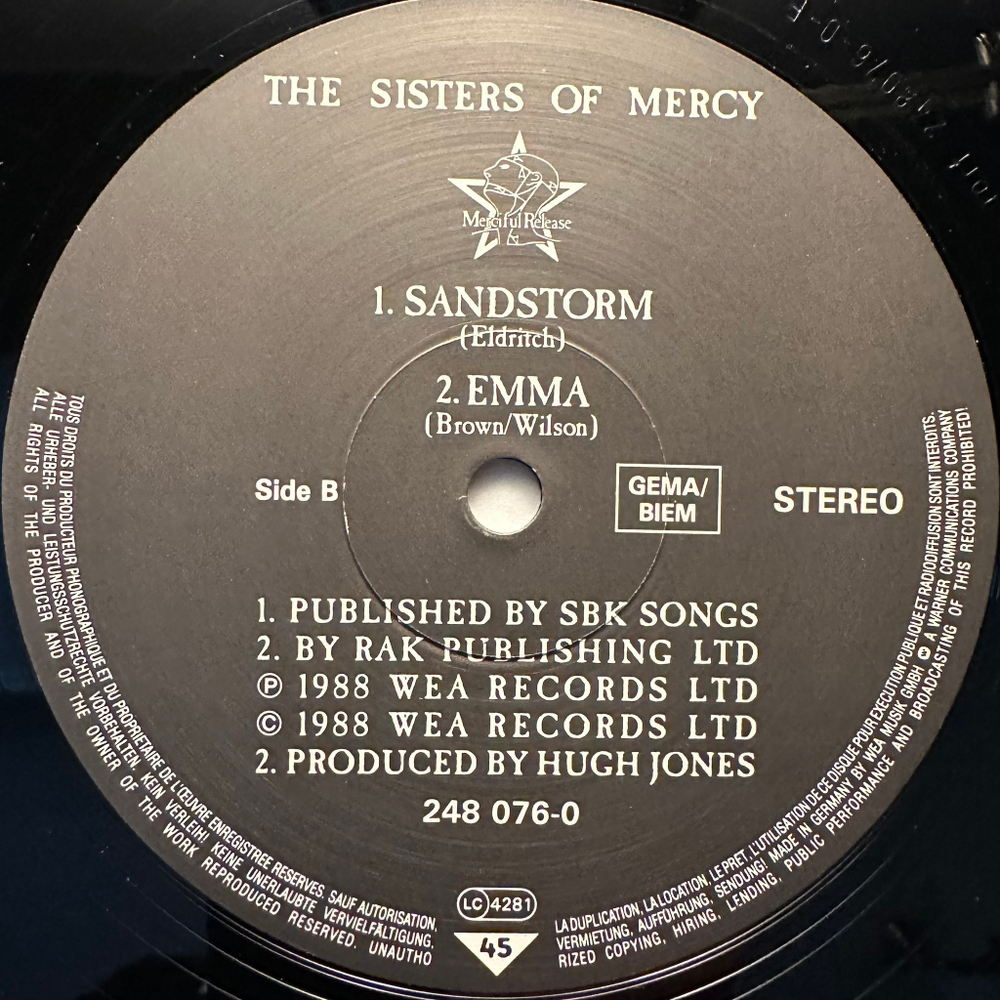 THE SISTERS OF MERCY
Merciful Release
1. SANDSTORM
(Eldritch)
2. EMMA
(Brown/Wilson)
Side B
GEMA/
BIEM
STEREO
1. PUBLISHED BY SBK SONGS
2. BY RAK PUBLISHING LTD
℗ 1988 WEA RECORDS LTD
© 1988 WEA RECORDS LTD
2. PRODUCED BY HUGH JONES
248 076-0
LC 4281
45
TOUS DROITS DU PRODUCTEUR PHONOGRAPHIQUE ET DU PROPRIETAIRE DE L'ŒUVRE ENREGISTREE RESERVES. SAUF AUTORISATION,
LA DUPLICATION, LA LOCATION, LE PRET, L'UTILISATION DE CE DISQUE POUR EXECUTION PUBLIQUE ET RADIODIFFUSION SONT INTERDITS.
ALLE URHEBER- UND LEISTUNGSSCHUTZRECHTE VORBEHALTEN. KEIN VERLEIH! KEINE UNERLAUBTE VERVIELFÄLTIGUNG,
VERMIETUNG, AUFFÜHRUNG, SENDUNG! MADE IN GERMANY BY WEA MUSIK GMBH A WARNER COMMUNICATIONS COMPANY
ALL RIGHTS OF THE PRODUCER AND OF THE OWNER OF THE WORK REPRODUCED RESERVED. UNAUTHO
RIZED COPYING, HIRING, LENDING, PUBLIC PERFORMANCE AND BROADCASTING OF THIS RECORD PROHIBITED!